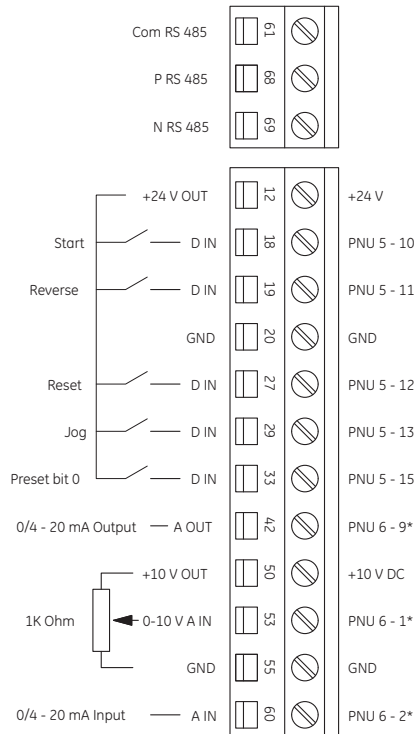 Com RS 485 61
P RS 485 68
N RS 485 69
+24 V OUT 12 +24 V
Start D IN 18 PNU 5 - 10
Reverse D IN 19 PNU 5 - 11
GND 20 GND
Reset D IN 27 PNU 5 - 12
Jog D IN 29 PNU 5 - 13
Preset bit 0 D IN 33 PNU 5 - 15
0/4 - 20 mA Output A OUT 42 PNU 6 - 9*
+10 V OUT 50 +10 V DC
1K Ohm 0-10 V A IN 53 PNU 6 - 1*
GND 55 GND
0/4 - 20 mA Input A IN 60 PNU 6 - 2*